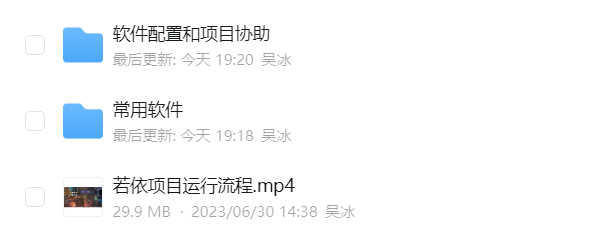 软件配置和项目协助
最后更新: 今天 19:20 吴冰
常用软件
最后更新: 今天 19:18 吴冰
若依项目运行流程.mp4
29.9 MB · 2023/06/30 14:38 吴冰